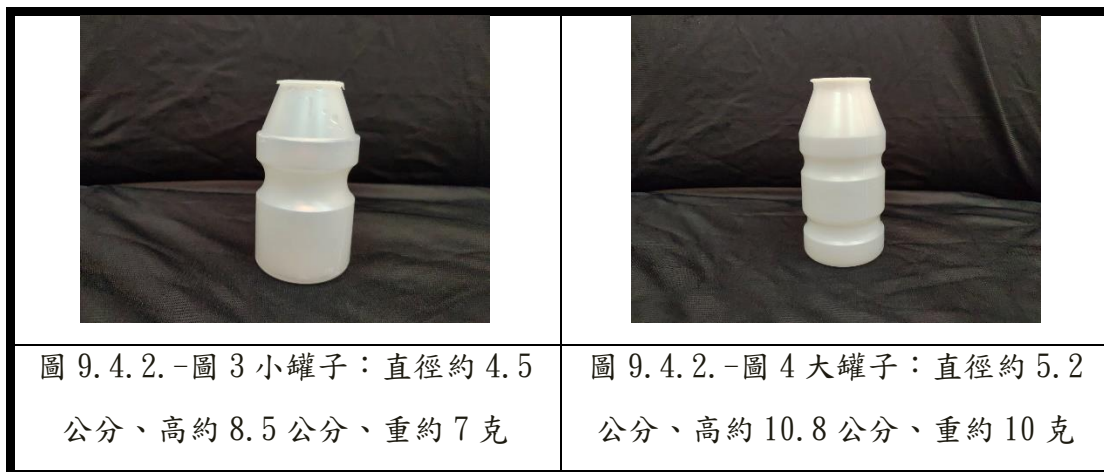 圖 9.4.2.-圖 3 小罐子：直徑約 4.5
公分、高約 8.5 公分、重約 7 克
圖 9.4.2.-圖 4 大罐子：直徑約 5.2
公分、高約 10.8 公分、重約 10 克